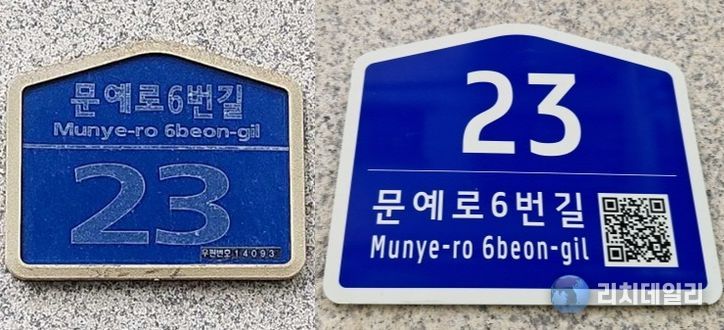 문예로6번길
Munye-ro 6beon-gil
23
우편번호 14093
23
문예로6번길
Munye-ro 6beon-gil
리치데일리